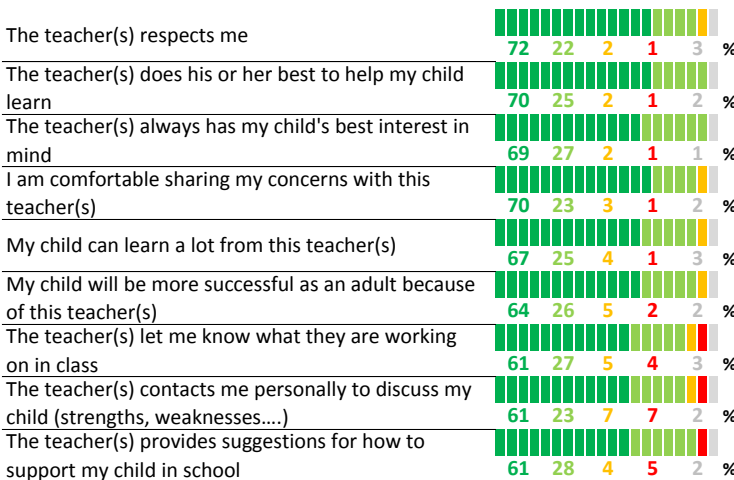 The teacher(s) respects me
72 22 2 1 3 %
The teacher(s) does his or her best to help my child
learn
70 25 2 1 2 %
The teacher(s) always has my child's best interest in
mind
69 27 2 1 1 %
I am comfortable sharing my concerns with this
teacher(s)
70 23 3 1 2 %
My child can learn a lot from this teacher(s)
67 25 4 1 3 %
My child will be more successful as an adult because
of this teacher(s)
64 26 5 2 2 %
The teacher(s) let me know what they are working
on in class
61 27 5 4 3 %
The teacher(s) contacts me personally to discuss my
child (strengths, weaknesses....)
61 23 7 7 2 %
The teacher(s) provides suggestions for how to
support my child in school
61 28 4 5 2 %